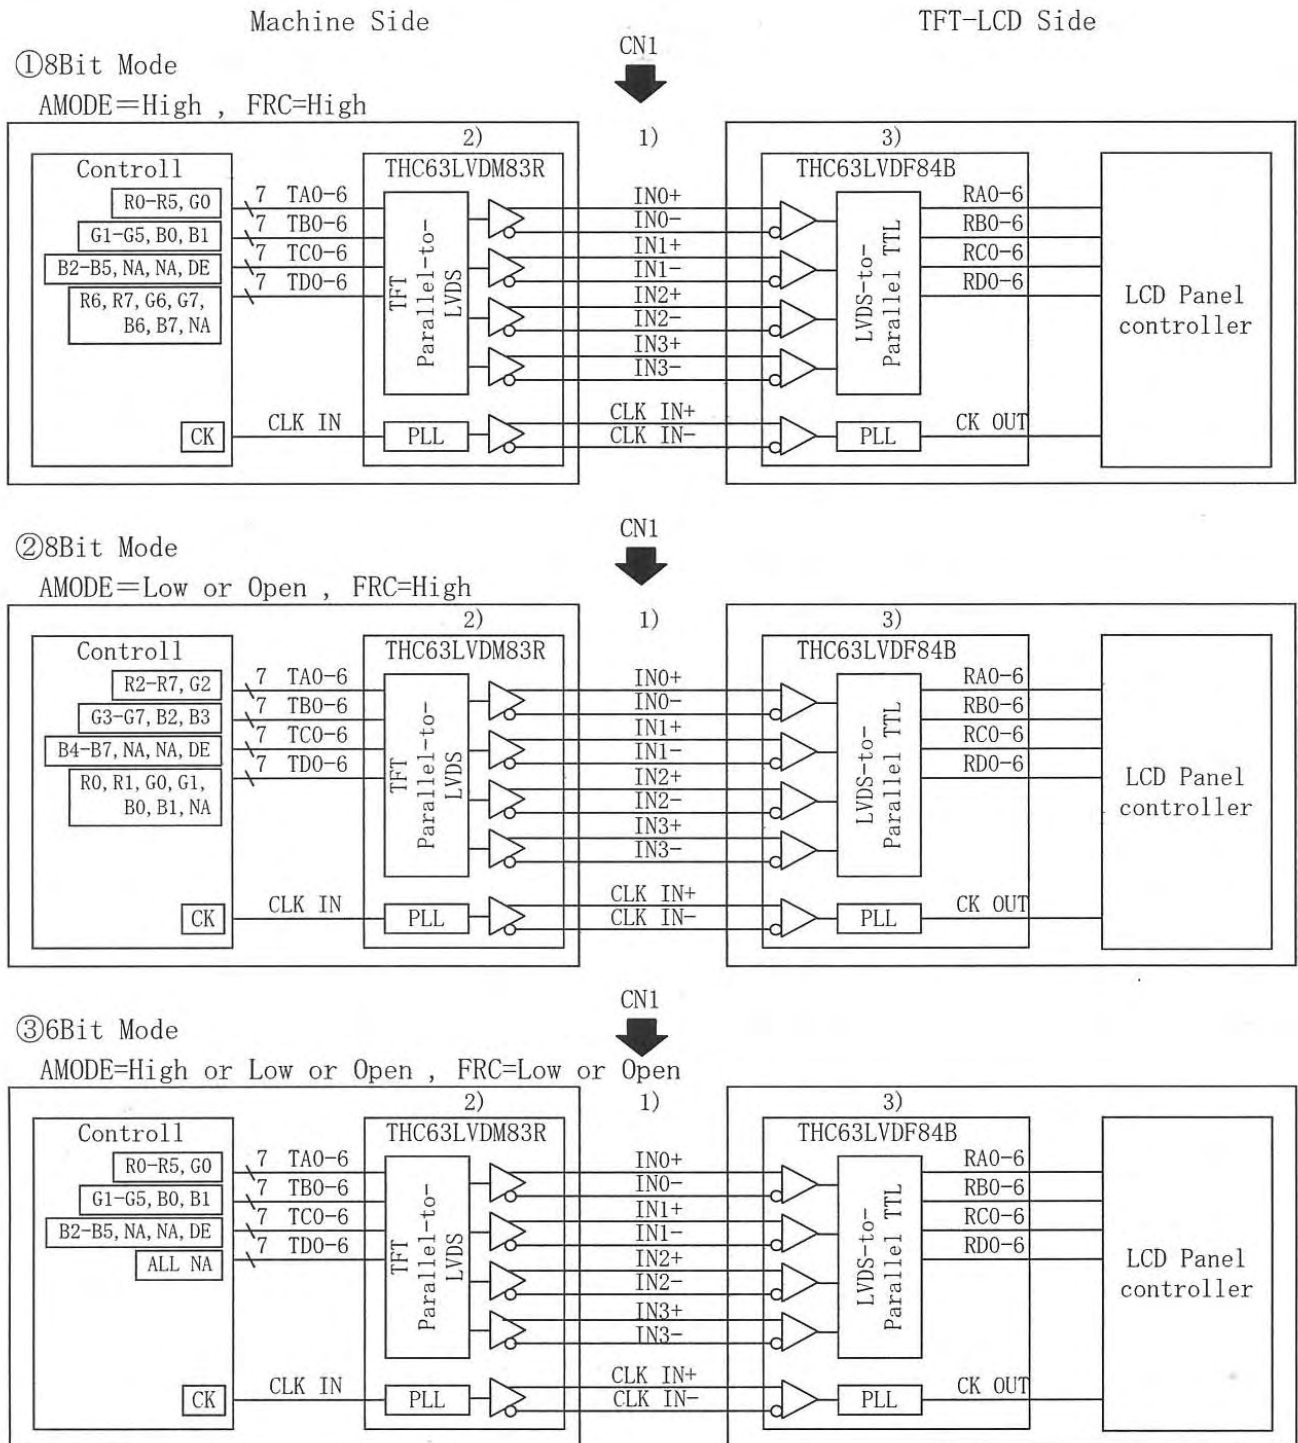 Machine Side
TFT-LCD Side
CN1
①8Bit Mode
AMODE＝High , FRC=High
2)
1)
3)
Controll
THC63LVDM83R
THC63LVDF84B
R0-R5, G0
7 TA0-6
IN0+
RA0-6
G1-G5, B0, B1
7 TB0-6
IN0-
RB0-6
B2-B5, NA, NA, DE
7 TC0-6
IN1+
RC0-6
R6, R7, G6, G7,
B6, B7, NA
7 TD0-6
IN1-
RD0-6
TFT
Parallel-to-
LVDS
IN2+
IN2-
IN3+
IN3-
LVDS-to-
Parallel TTL
LCD Panel
controller
CK
CLK IN
PLL
CLK IN+
CLK IN-
PLL
CK OUT
CN1
②8Bit Mode
AMODE＝Low or Open , FRC=High
2)
1)
3)
Controll
THC63LVDM83R
THC63LVDF84B
R2-R7, G2
7 TA0-6
IN0+
RA0-6
G3-G7, B2, B3
7 TB0-6
IN0-
RB0-6
B4-B7, NA, NA, DE
7 TC0-6
IN1+
RC0-6
R0, R1, G0, G1,
B0, B1, NA
7 TD0-6
IN1-
RD0-6
TFT
Parallel-to-
LVDS
IN2+
IN2-
IN3+
IN3-
LVDS-to-
Parallel TTL
LCD Panel
controller
CK
CLK IN
PLL
CLK IN+
CLK IN-
PLL
CK OUT
CN1
③6Bit Mode
AMODE=High or Low or Open , FRC=Low or Open
2)
1)
3)
Controll
THC63LVDM83R
THC63LVDF84B
R0-R5, G0
7 TA0-6
IN0+
RA0-6
G1-G5, B0, B1
7 TB0-6
IN0-
RB0-6
B2-B5, NA, NA, DE
7 TC0-6
IN1+
RC0-6
ALL NA
7 TD0-6
IN1-
RD0-6
TFT
Parallel-to-
LVDS
IN2+
IN2-
IN3+
IN3-
LVDS-to-
Parallel TTL
LCD Panel
controller
CK
CLK IN
PLL
CLK IN+
CLK IN-
PLL
CK OUT